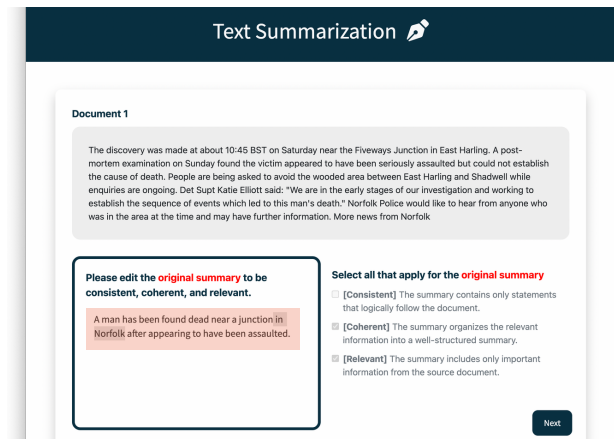 Text Summarization
Document 1
The discovery was made at about 10:45 BST on Saturday near the Fiveways Junction in East Harling. A post-
mortem examination on Sunday found the victim appeared to have been seriously assaulted but could not establish
the cause of death. People are being asked to avoid the wooded area between East Harling and Shadwell while
enquiries are ongoing. Det Supt Katie Elliott said: "We are in the early stages of our investigation and working to
establish the sequence of events which led to this man's death." Norfolk Police would like to hear from anyone who
was in the area at the time and may have further information. More news from Norfolk
Please edit the original summary to be
consistent, coherent, and relevant.
A man has been found dead near a junction in
Norfolk after appearing to have been assaulted.
Select all that apply for the original summary
[Consistent] The summary contains only statements
that logically follow the document.
[Coherent] The summary organizes the relevant
information into a well-structured summary.
[Relevant] The summary includes only important
information from the source document.
Next